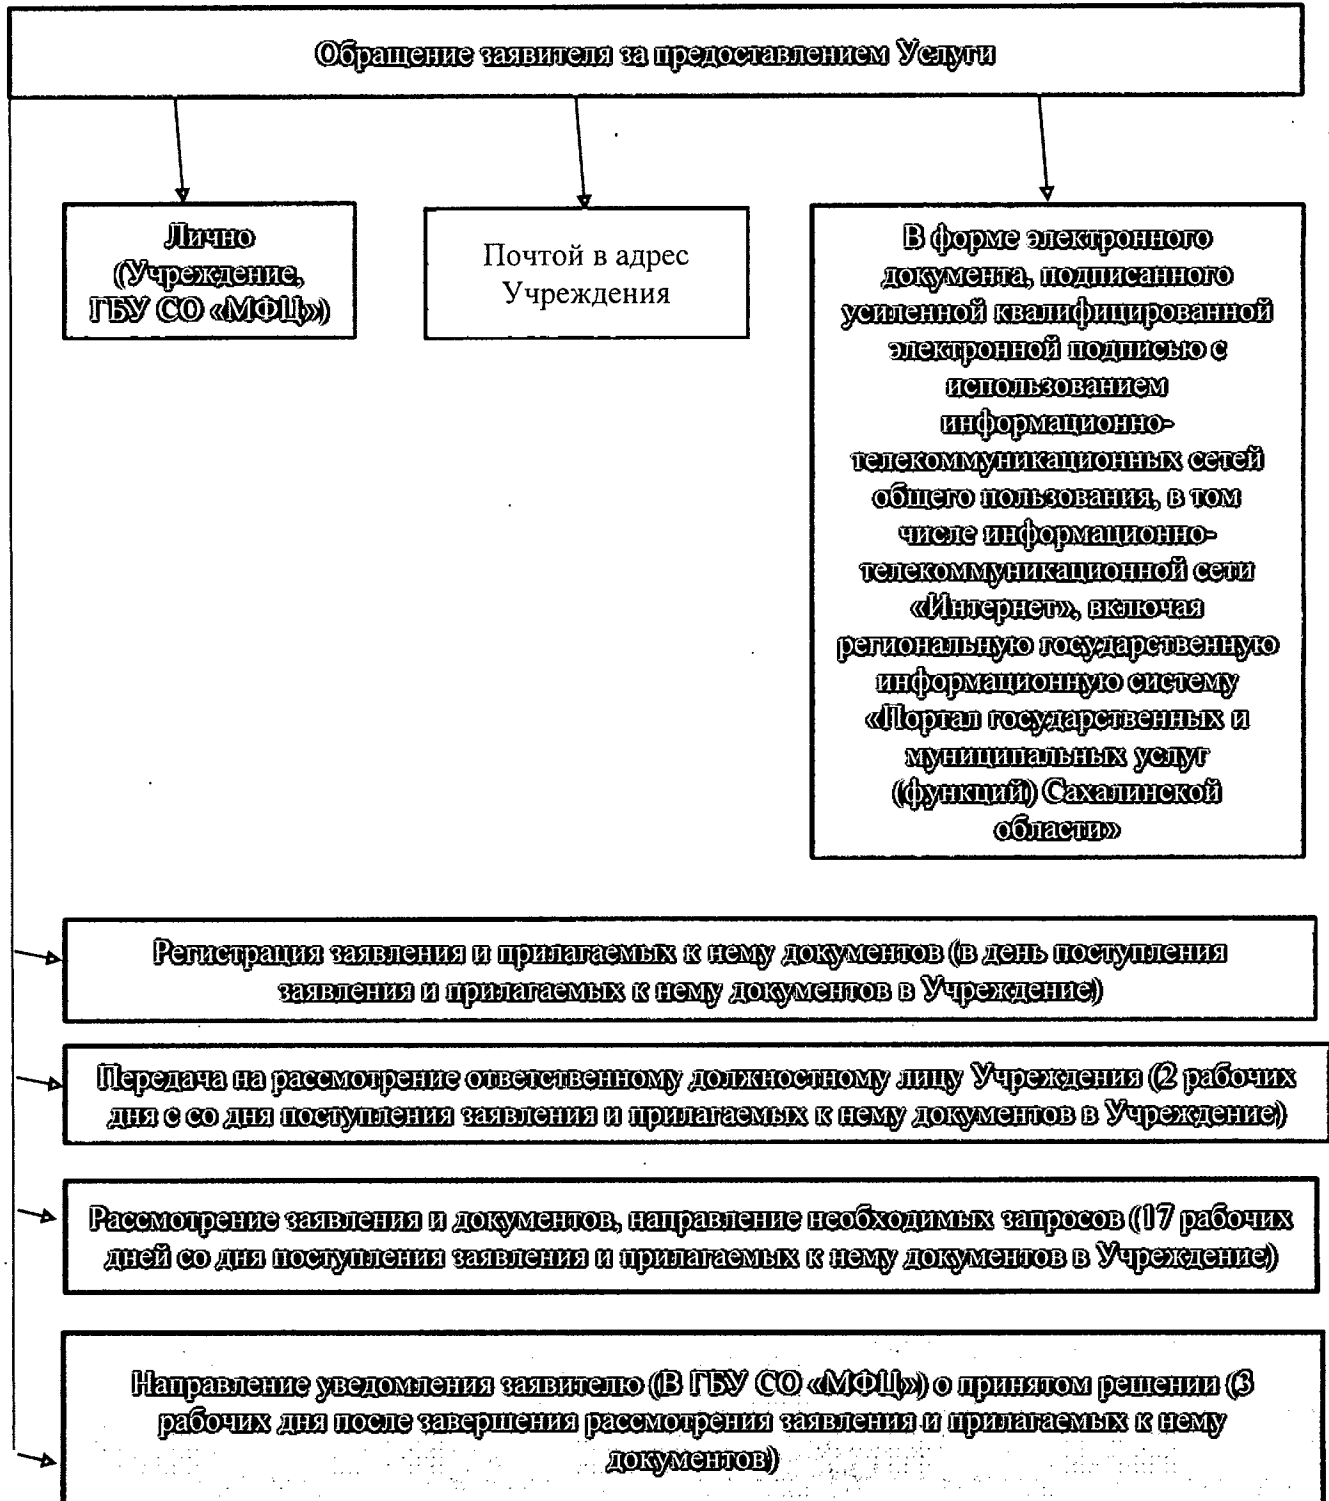 Обращение заявителя за предоставлением Услуги
Лично
(Учреждение,
ГБУ СО «МФЦ»)
Почтой в адрес
Учреждения
В форме электронного
документа, подписанного
усиленной квалифицированной
электронной подписью с
использованием
информационно-
телекоммуникационных сетей
общего пользования, в том
числе информационно-
телекоммуникационной сети
«Интернет», включая
региональную государственную
информационную систему
«Портал государственных и
муниципальных услуг
(функций) Сахалинской
области»
Регистрация заявления и прилагаемых к нему документов (в день поступления
заявления и прилагаемых к нему документов в Учреждение)
Передача на рассмотрение ответственному должностному лицу Учреждения (2 рабочих
дня с со дня поступления заявления и прилагаемых к нему документов в Учреждение)
Рассмотрение заявления и документов, направление необходимых запросов (17 рабочих
дней со дня поступления заявления и прилагаемых к нему документов в Учреждение)
Направление уведомления заявителю (В ГБУ СО «МФЦ») о принятом решении (3
рабочих дня после завершения рассмотрения заявления и прилагаемых к нему
документов)